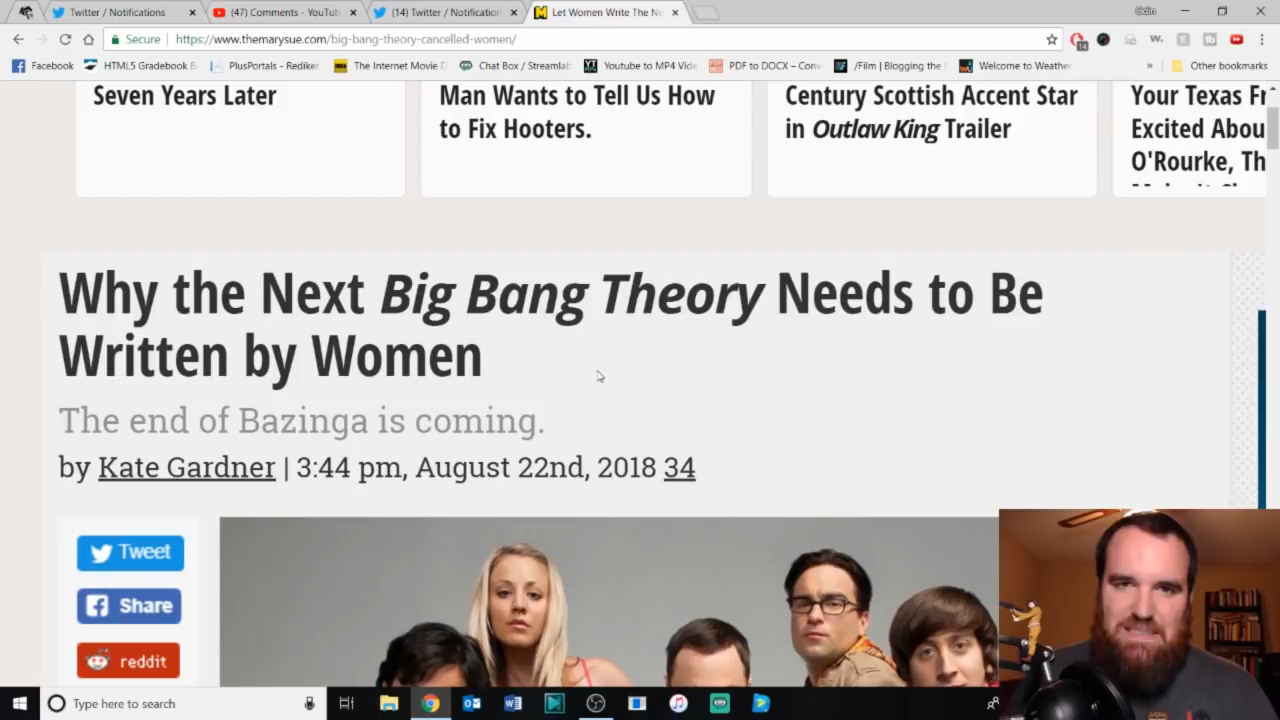 Twitter / Notifications
(47) Comments - YouTub
(14) Twitter / Notification
Let Women Write The Ne
Colin
Secure
https://www.themarysue.com/big-bang-theory-cancelled-women/
14
Facebook
HTML5 Gradebook B
PlusPortals - Rediker
The Internet Movie D
Chat Box / Streamlab
Youtube to MP4 Vide
PDF to DOCX – Conv
/Film | Blogging the R
Welcome to Weather
» Other bookmarks
Seven Years Later
Man Wants to Tell Us How
to Fix Hooters.
Century Scottish Accent Star
in Outlaw King Trailer
Your Texas Fr
Excited Abou
O'Rourke, Th
Why the Next Big Bang Theory Needs to Be
Written by Women
The end of Bazinga is coming.
by Kate Gardner | 3:44 pm, August 22nd, 2018 34
Tweet
Share
reddit
Type here to search